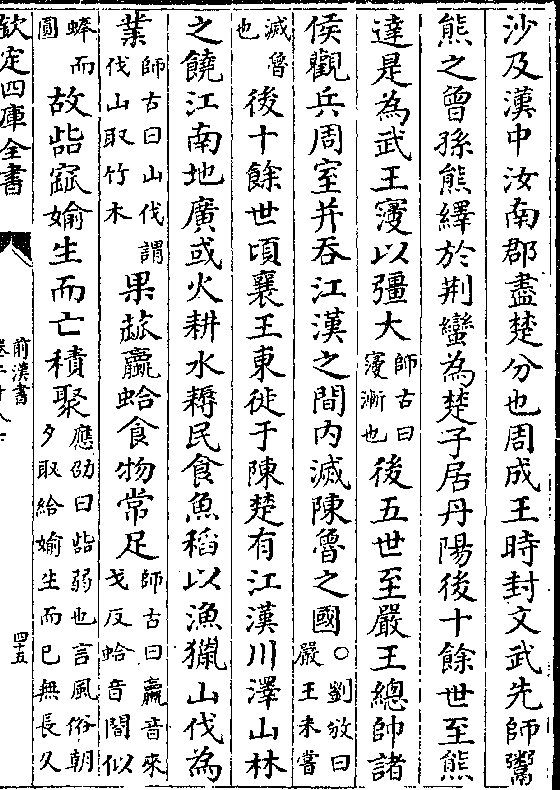 沙及漢中汝南郡盡楚分也周成王時封文武先師鬻
熊之曾孫熊繹於荆蠻為楚子居丹陽後十餘世至熊
達是為武王寖以彊大師古曰寖漸也後五世至嚴王總帥諸
侯觀兵周室并吞江漢之間内滅陳魯之國○劉攽曰嚴王未嘗
滅魯也後十餘世頃襄王東徙于陳楚有江漢川澤山林
之饒江南地廣或火耕水耨民食魚稻以漁獵山伐為
業師古曰山伐謂伐山取竹木果蓏蠃蛤食物常足師古曰蠃音來戈反蛤音閤似
蜯而圓故啙窳媮生而亡積聚應劭曰啙弱也言風俗朝夕取給媮生而已無長久
欽定四庫全書
前漢書
四十五